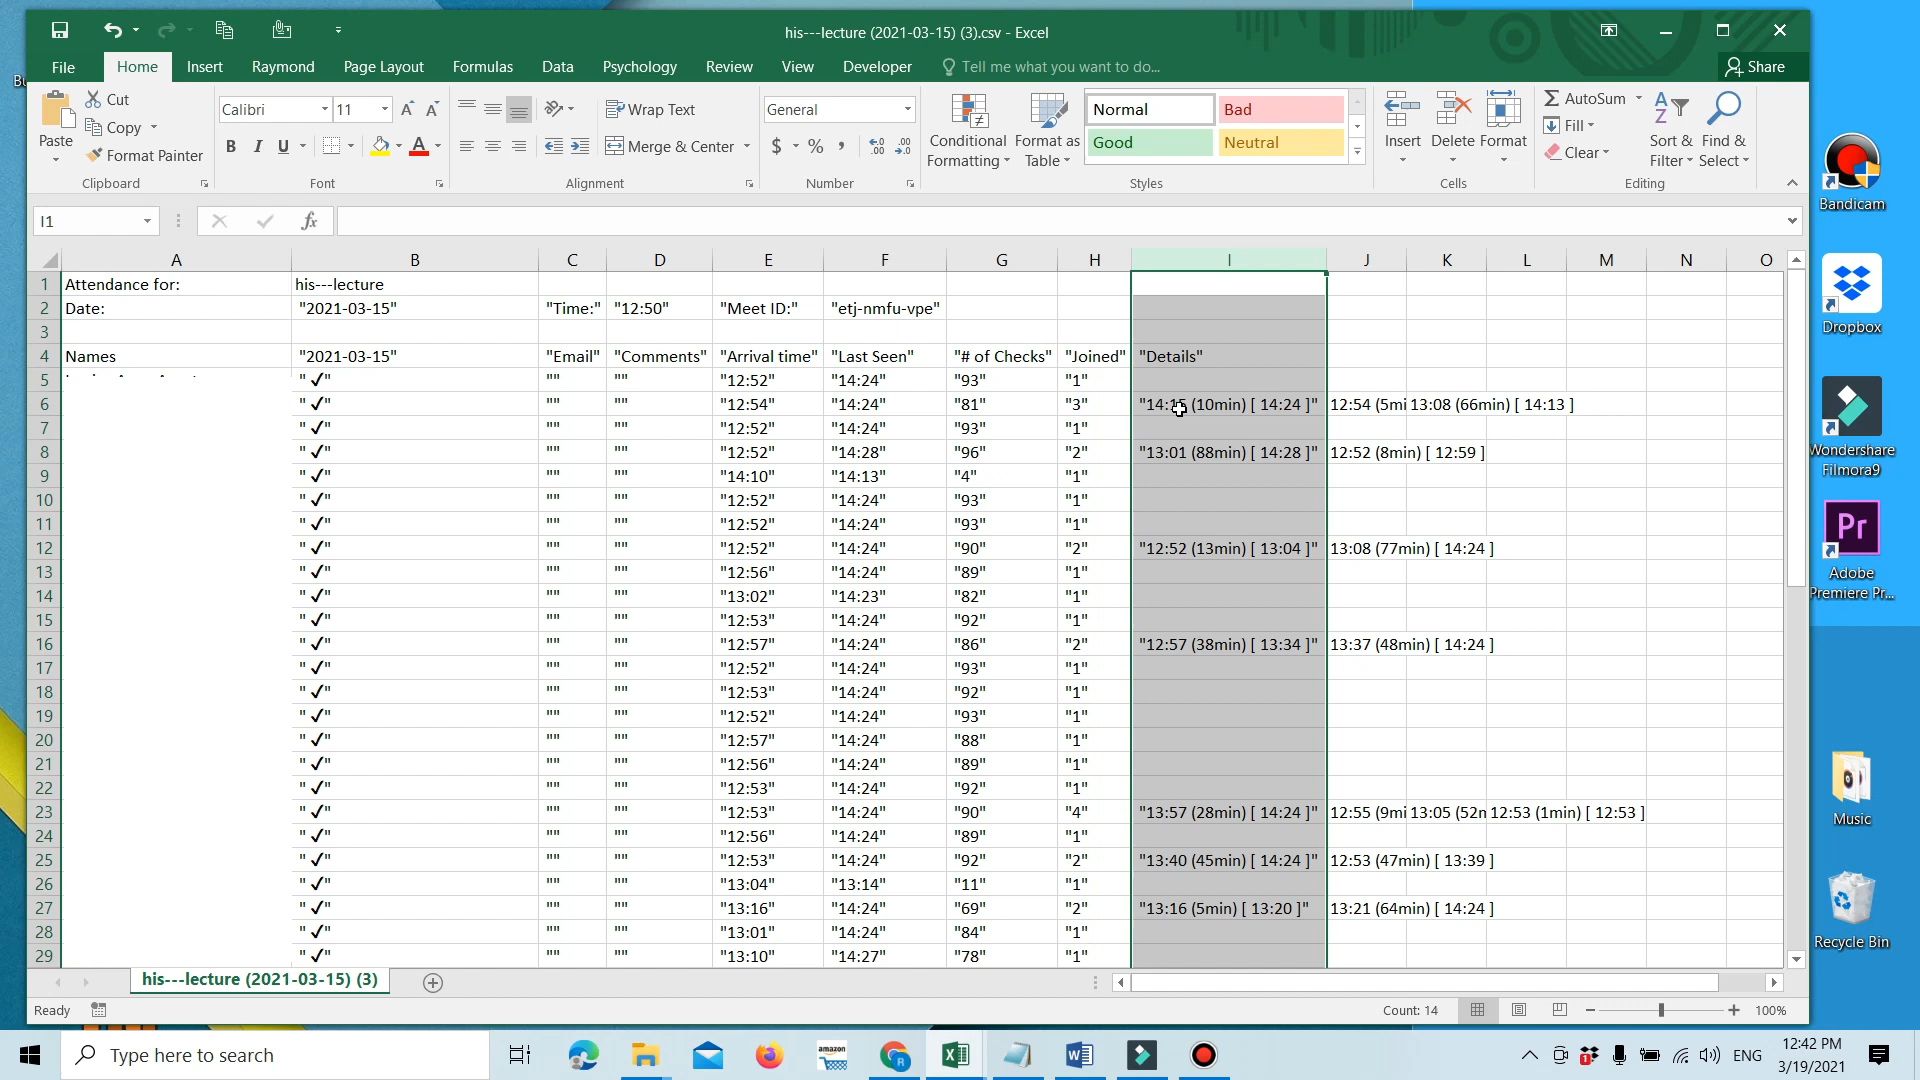 his---lecture (2021-03-15) (3).csv - Excel
File Home Insert Raymond Page Layout Formulas Data Psychology Review View Developer Tell me what you want to do... Share
Paste
Cut
Copy
Format Painter
Clipboard
Calibri 11
B I U
Font
Wrap Text
Merge & Center
Alignment
General
$ % ,
Number
Conditional Formatting
Format as Table
Normal Bad
Good Neutral
Styles
Insert Delete Format
Cells
AutoSum
Fill
Clear
Sort & Filter
Find & Select
Editing
I1 fx
A B C D E F G H I J K L M N O
1 Attendance for: his---lecture
2 Date: "2021-03-15" "Time:" "12:50" "Meet ID:" "etj-nmfu-vpe"
3
4 Names "2021-03-15" "Email" "Comments" "Arrival time" "Last Seen" "# of Checks" "Joined" "Details"
5 " ✓" "" "" "12:52" "14:24" "93" "1"
6 " ✓" "" "" "12:54" "14:24" "81" "3" "14:15 (10min) [ 14:24 ]" 12:54 (5mi 13:08 (66min) [ 14:13 ]
7 " ✓" "" "" "12:52" "14:24" "93" "1"
8 " ✓" "" "" "12:52" "14:28" "96" "2" "13:01 (88min) [ 14:28 ]" 12:52 (8min) [ 12:59 ]
9 " ✓" "" "" "14:10" "14:13" "4" "1"
10 " ✓" "" "" "12:52" "14:24" "93" "1"
11 " ✓" "" "" "12:52" "14:24" "93" "1"
12 " ✓" "" "" "12:52" "14:24" "90" "2" "12:52 (13min) [ 13:04 ]" 13:08 (77min) [ 14:24 ]
13 " ✓" "" "" "12:56" "14:24" "89" "1"
14 " ✓" "" "" "13:02" "14:23" "82" "1"
15 " ✓" "" "" "12:53" "14:24" "92" "1"
16 " ✓" "" "" "12:57" "14:24" "86" "2" "12:57 (38min) [ 13:34 ]" 13:37 (48min) [ 14:24 ]
17 " ✓" "" "" "12:52" "14:24" "93" "1"
18 " ✓" "" "" "12:53" "14:24" "92" "1"
19 " ✓" "" "" "12:52" "14:24" "93" "1"
20 " ✓" "" "" "12:57" "14:24" "88" "1"
21 " ✓" "" "" "12:56" "14:24" "89" "1"
22 " ✓" "" "" "12:53" "14:24" "92" "1"
23 " ✓" "" "" "12:53" "14:24" "90" "4" "13:57 (28min) [ 14:24 ]" 12:55 (9mi 13:05 (52n 12:53 (1min) [ 12:53 ]
24 " ✓" "" "" "12:56" "14:24" "89" "1"
25 " ✓" "" "" "12:53" "14:24" "92" "2" "13:40 (45min) [ 14:24 ]" 12:53 (47min) [ 13:39 ]
26 " ✓" "" "" "13:04" "13:14" "11" "1"
27 " ✓" "" "" "13:16" "14:24" "69" "2" "13:16 (5min) [ 13:20 ]" 13:21 (64min) [ 14:24 ]
28 " ✓" "" "" "13:01" "14:24" "84" "1"
29 " ✓" "" "" "13:10" "14:27" "78" "1"
his---lecture (2021-03-15) (3)
Ready Count: 14 100%
Bandicam
Dropbox
Wondershare Filmora9
Pr
Adobe Premiere Pr...
Music
Recycle Bin
Type here to search
amazon
ENG
12:42 PM
3/19/2021